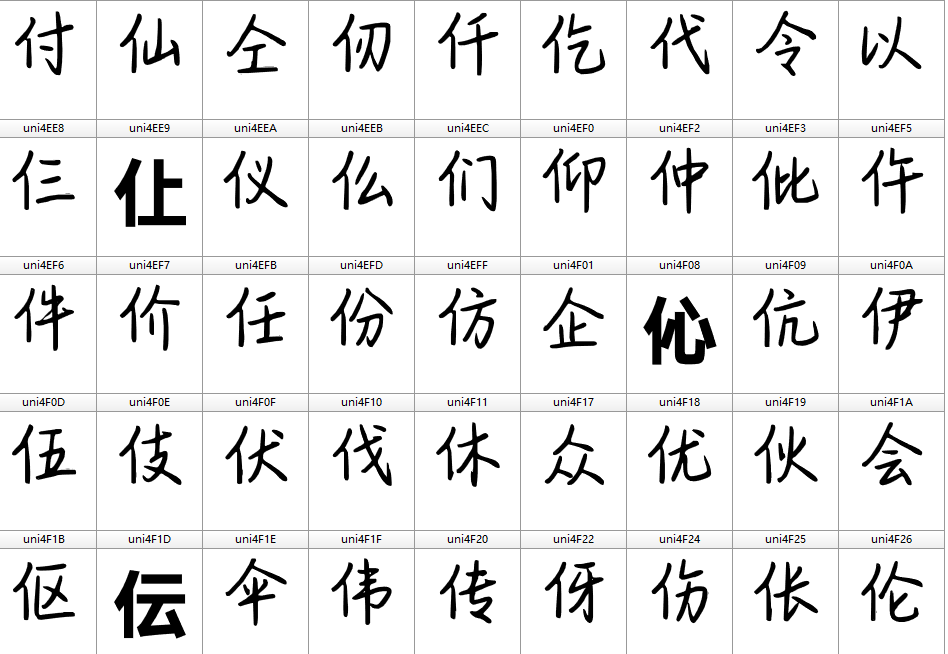 付 仙 仝 仞 仟 仡 代 令 以
uni4EE8 uni4EE9 uni4EEA uni4EEB uni4EEC uni4EF0 uni4EF2 uni4EF3 uni4EF5
仨 仩 仪 仫 们 仰 仲 仳 仵
uni4EF6 uni4EF7 uni4EFB uni4EFD uni4EFF uni4F01 uni4F08 uni4F09 uni4F0A
件 价 任 份 仿 企 伈 伉 伊
uni4F0D uni4F0E uni4F0F uni4F10 uni4F11 uni4F17 uni4F18 uni4F19 uni4F1A
伍 伎 伏 伐 休 众 优 伙 会
uni4F1B uni4F1D uni4F1E uni4F1F uni4F20 uni4F22 uni4F24 uni4F25 uni4F26
伛 伝 伞 伟 传 伢 伤 伥 伦